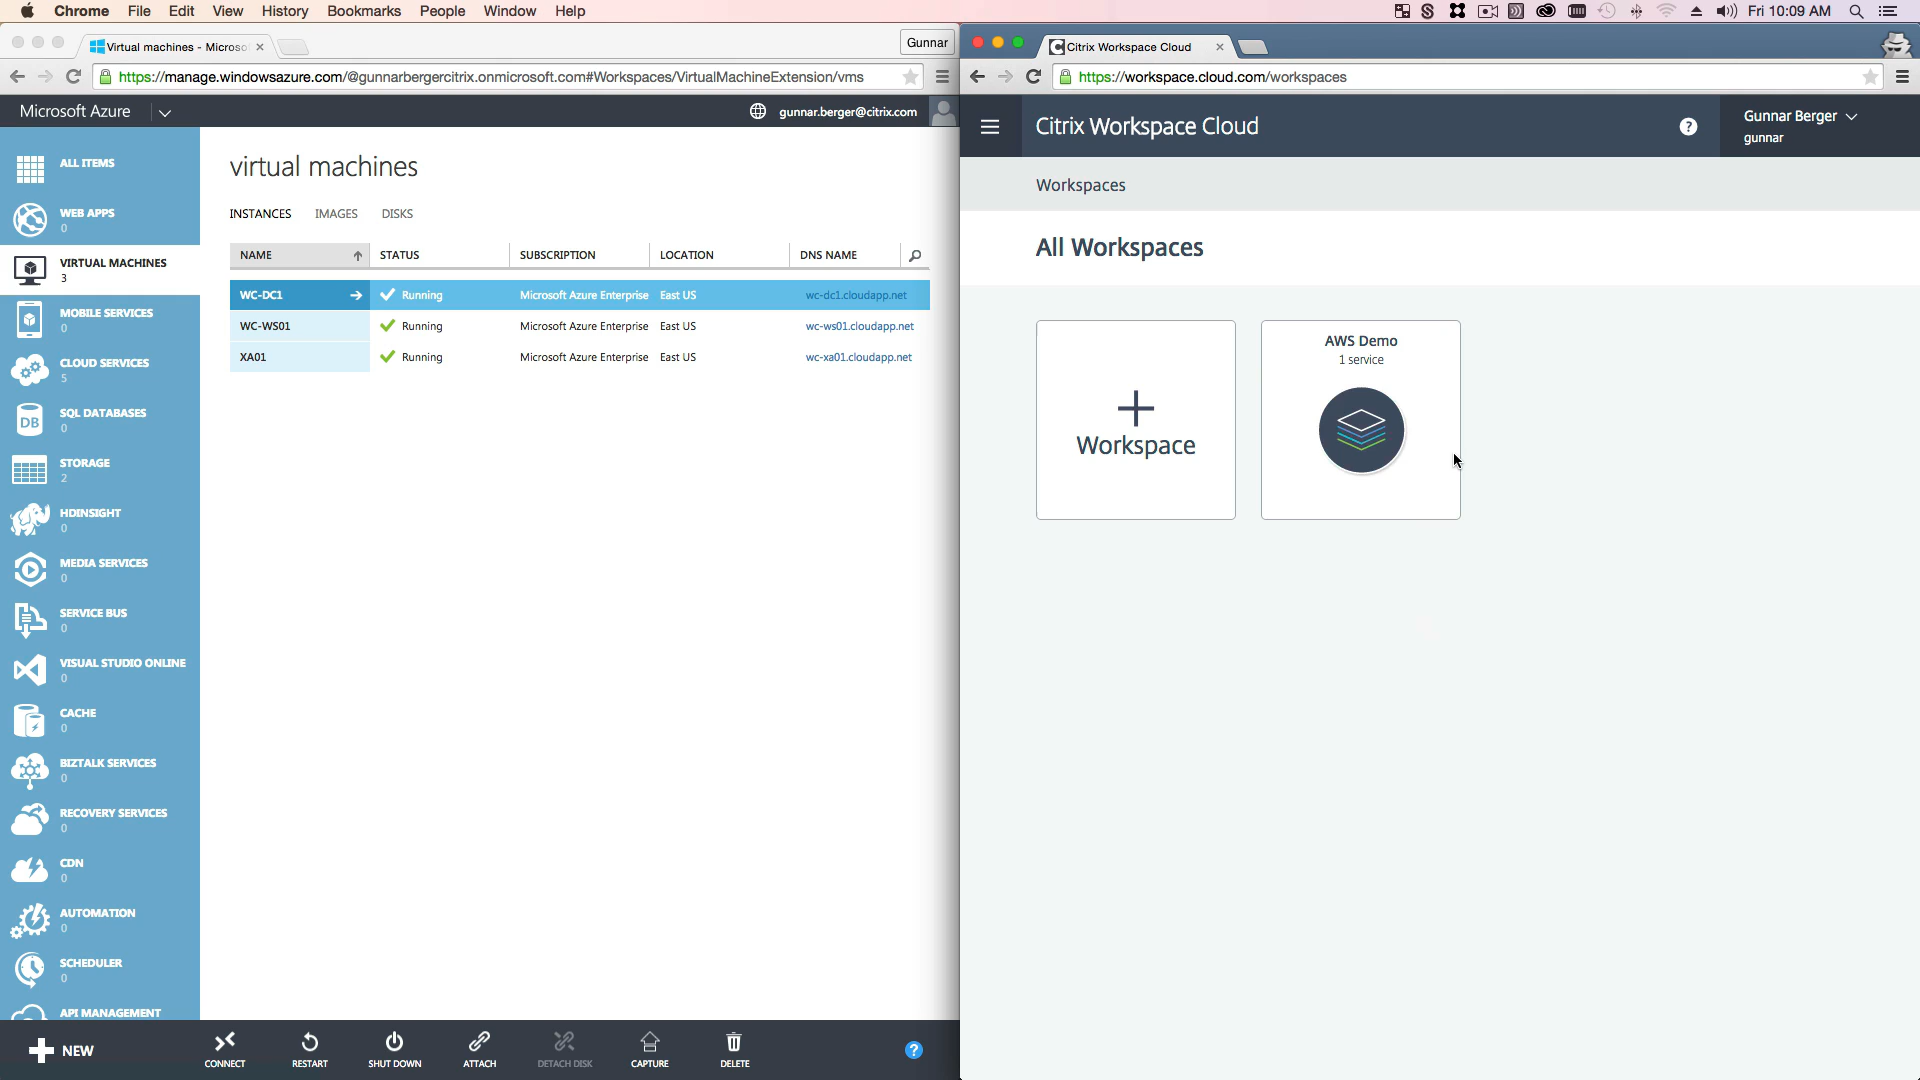 Chrome File Edit View History Bookmarks People Window Help
Fri 10:09 AM
Virtual machines - Microso
Gunnar
https://manage.windowsazure.com/@gunnarbergercitrix.onmicrosoft.com#Workspaces/VirtualMachineExtension/vms
Microsoft Azure
gunnar.berger@citrix.com
ALL ITEMS
WEB APPS
0
VIRTUAL MACHINES
3
MOBILE SERVICES
0
CLOUD SERVICES
5
DB
SQL DATABASES
0
STORAGE
2
HDINSIGHT
0
MEDIA SERVICES
0
SERVICE BUS
0
VISUAL STUDIO ONLINE
0
CACHE
0
BIZTALK SERVICES
0
RECOVERY SERVICES
0
CDN
0
AUTOMATION
0
SCHEDULER
0
API MANAGEMENT
virtual machines
INSTANCES IMAGES DISKS
NAME STATUS SUBSCRIPTION LOCATION DNS NAME
WC-DC1 Running Microsoft Azure Enterprise East US wc-dc1.cloudapp.net
WC-WS01 Running Microsoft Azure Enterprise East US wc-ws01.cloudapp.net
XA01 Running Microsoft Azure Enterprise East US wc-xa01.cloudapp.net
NEW
CONNECT
RESTART
SHUT DOWN
ATTACH
DETACH DISK
CAPTURE
DELETE
?
Citrix Workspace Cloud
https://workspace.cloud.com/workspaces
Citrix Workspace Cloud
?
Gunnar Berger
gunnar
Workspaces
All Workspaces
+
Workspace
AWS Demo
1 service